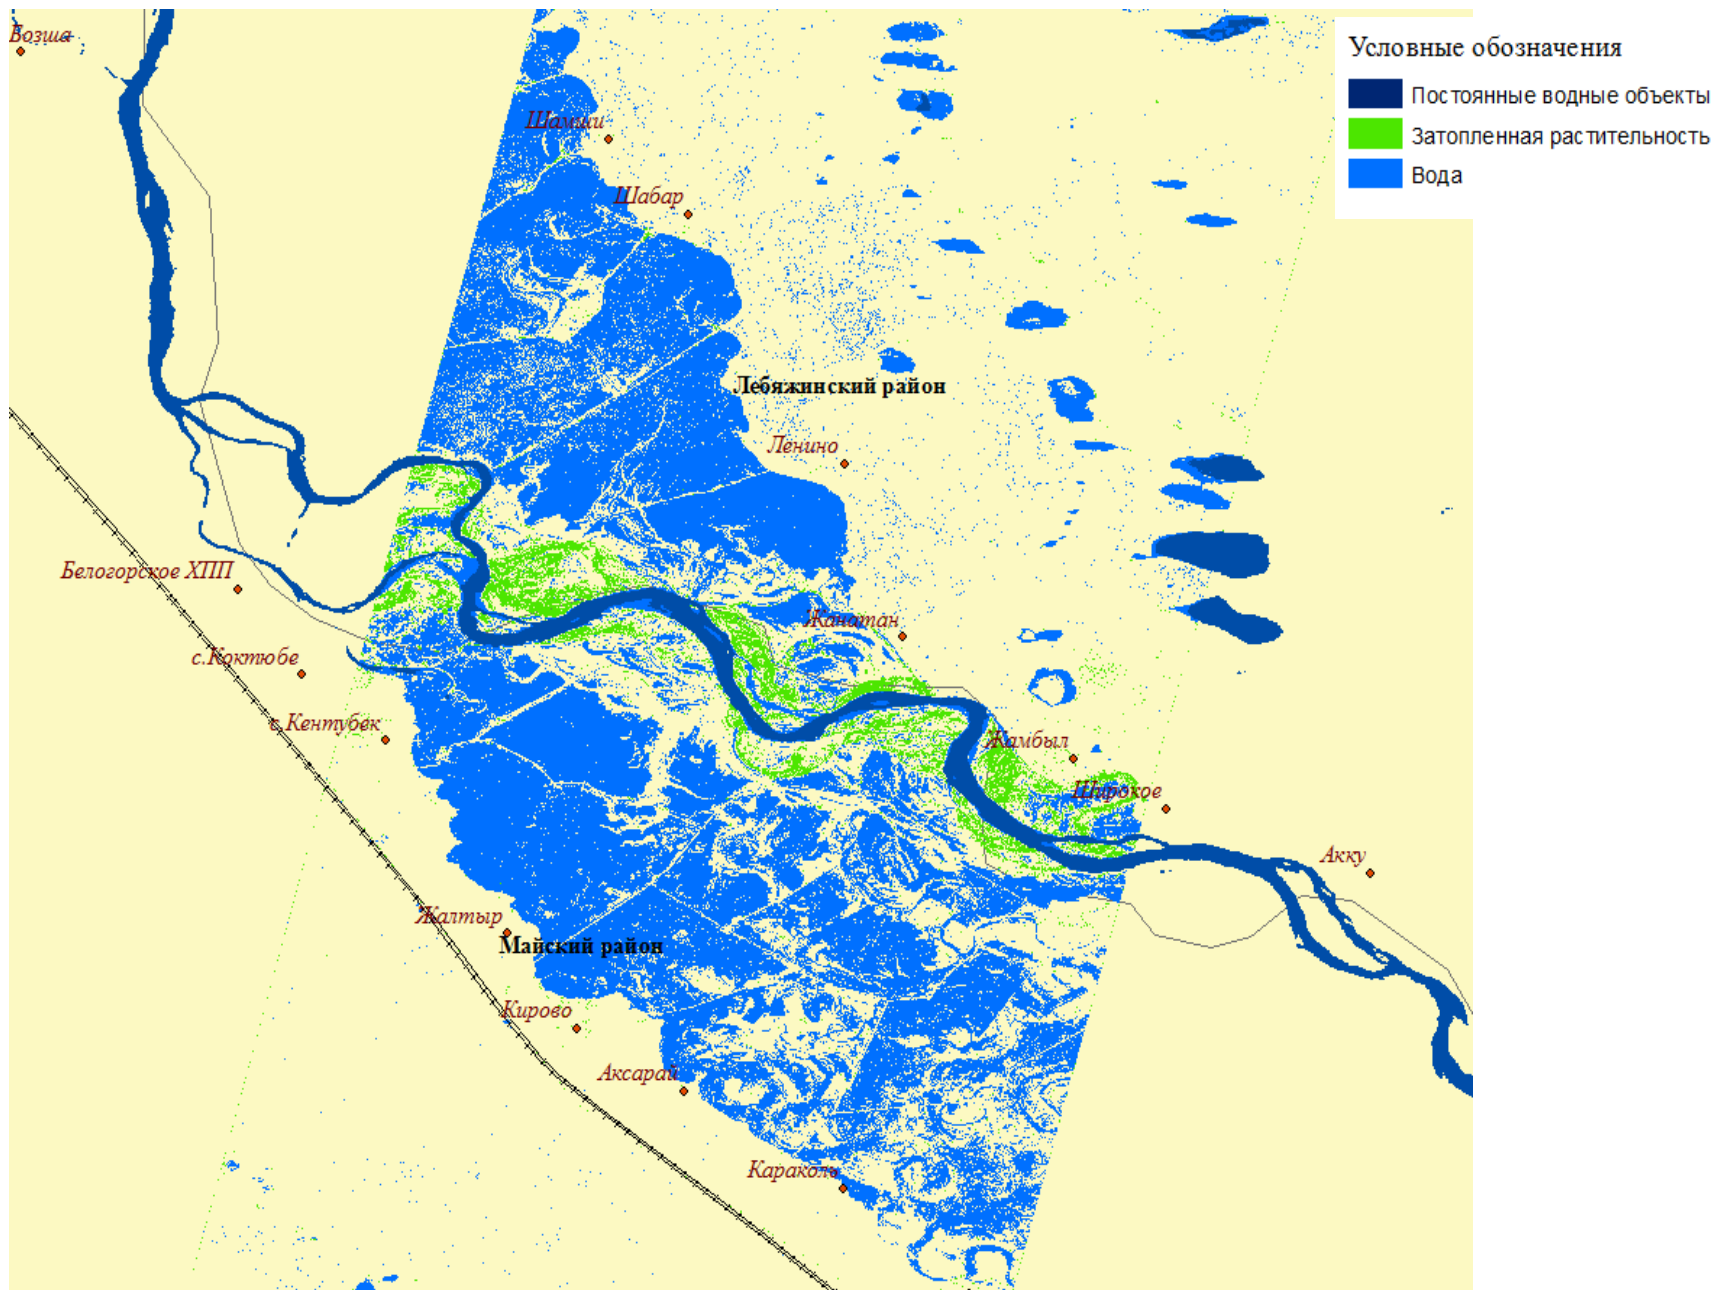 Бозша
Условные обозначения
Постоянные водные объекты
Затопленная растительность
Вода
Шамши
Шабар
Лебяжинский район
Ленино
Белогорское ХПП
Жанатан
с.Коктюбе
с.Кентубек
Жамбыл
Широкое
Акку
Жалтыр
Майский район
Кирово
Аксарай
Караколь